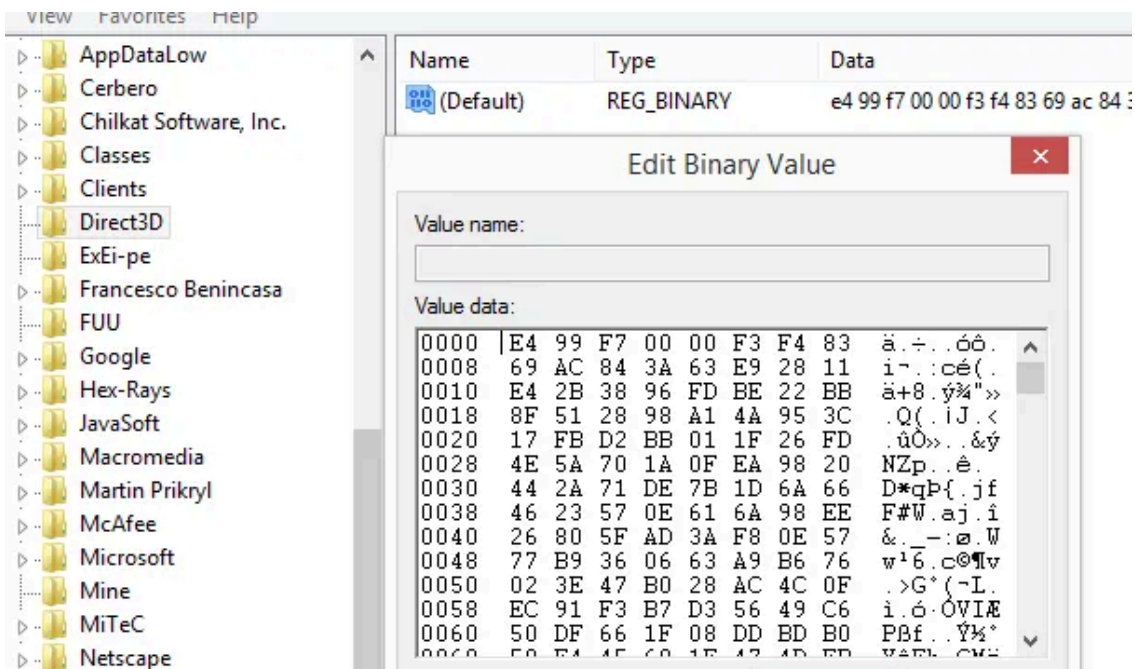 View Favorites Help
AppDataLow
Cerbero
Chilkat Software, Inc.
Classes
Clients
Direct3D
ExEi-pe
Francesco Benincasa
FUU
Google
Hex-Rays
JavaSoft
Macromedia
Martin Prikryl
McAfee
Microsoft
Mine
MiTeC
Netscape
Name Type Data
(Default) REG_BINARY e4 99 f7 00 00 f3 f4 83 69 ac 84
Edit Binary Value
Value name:
Value data:
0000 E4 99 F7 00 00 F3 F4 83 ä.÷..óô.
0008 69 AC 84 3A 63 E9 28 11 i¬.:cé(.
0010 E4 2B 38 96 FD BE 22 BB ä+8.ý¾"»
0018 8F 51 28 98 A1 4A 95 3C .Q(.¡J.<
0020 17 FB D2 BB 01 1F 26 FD .ûÒ»..&ý
0028 4E 5A 70 1A 0F EA 98 20 NZp..ê.
0030 44 2A 71 DE 7B 1D 6A 66 D*qÞ{.jf
0038 46 23 57 0E 61 6A 98 EE F#W.aj.î
0040 26 80 5F AD 3A F8 0E 57 &._-:ø.W
0048 77 B9 36 06 63 A9 B6 76 w¹6.c©¶v
0050 02 3E 47 B0 28 AC 4C 0F .>G°(¬L.
0058 EC 91 F3 B7 D3 56 49 C6 ì.ó·ÓVIÆ
0060 50 DF 66 1F 08 DD BD B0 Pßf..Ý½°